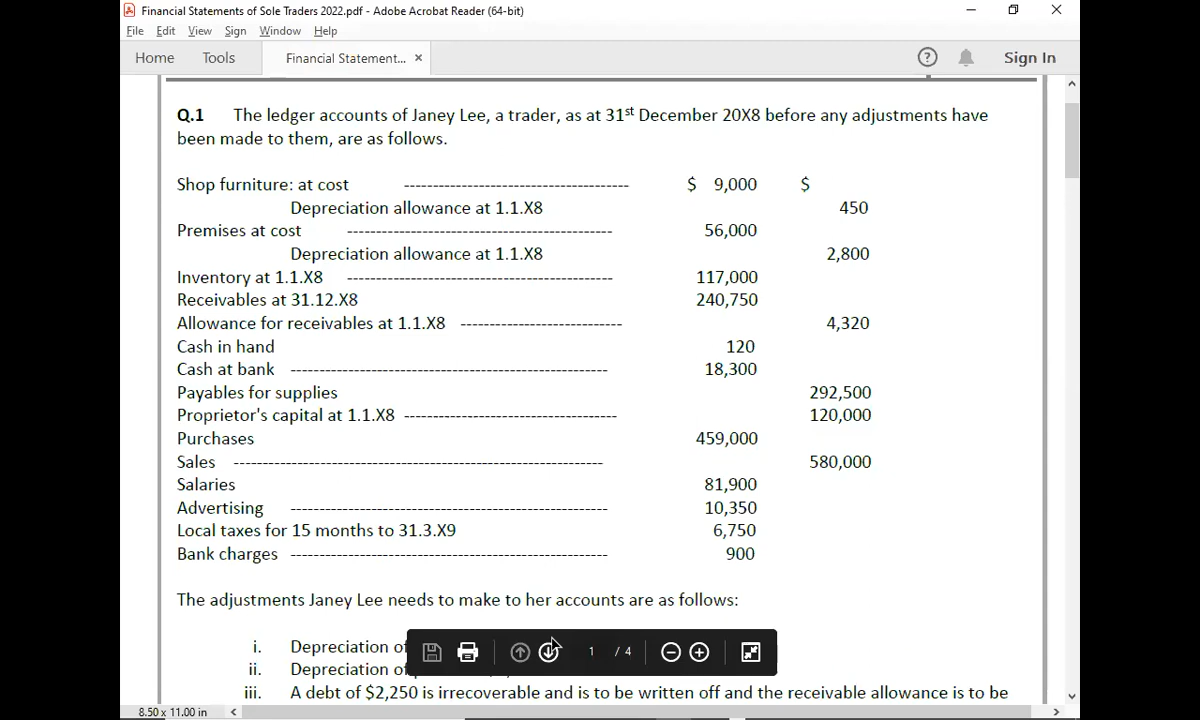 Financial Statements of Sole Traders 2022.pdf - Adobe Acrobat Reader (64-bit)
File Edit View Sign Window Help
Home Tools Financial Statement... × ? Sign In
Q.1 The ledger accounts of Janey Lee, a trader, as at 31st December 20X8 before any adjustments have
been made to them, are as follows.
Shop furniture: at cost --------------------------------------- $ 9,000 $
Depreciation allowance at 1.1.X8 450
Premises at cost ---------------------------------------------- 56,000
Depreciation allowance at 1.1.X8 2,800
Inventory at 1.1.X8 ---------------------------------------------- 117,000
Receivables at 31.12.X8 240,750
Allowance for receivables at 1.1.X8 ---------------------------- 4,320
Cash in hand 120
Cash at bank ------------------------------------------------------- 18,300
Payables for supplies 292,500
Proprietor's capital at 1.1.X8 ------------------------------------- 120,000
Purchases 459,000
Sales ---------------------------------------------------------------- 580,000
Salaries 81,900
Advertising ------------------------------------------------------- 10,350
Local taxes for 15 months to 31.3.X9 6,750
Bank charges ------------------------------------------------------- 900
The adjustments Janey Lee needs to make to her accounts are as follows:
i. Depreciation of
ii. Depreciation of
1 / 4
iii. A debt of $2,250 is irrecoverable and is to be written off and the receivable allowance is to be
8.50 x 11.00 in